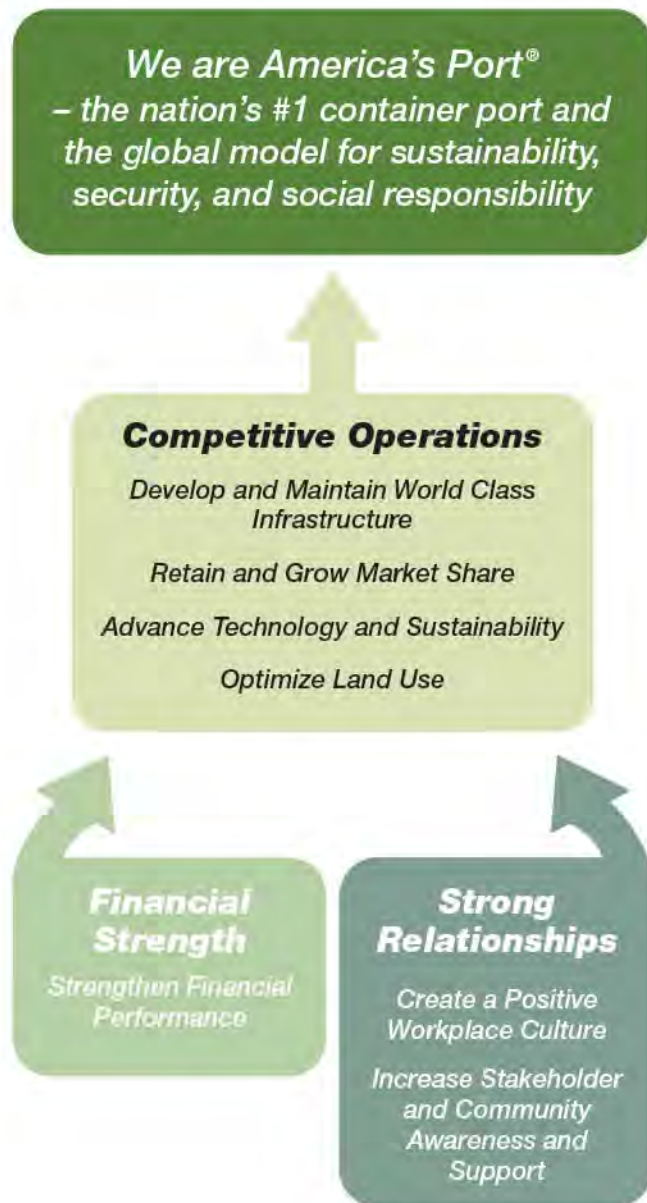 We are America's Port®
– the nation's #1 container port and
the global model for sustainability,
security, and social responsibility
Competitive Operations
Develop and Maintain World Class
Infrastructure
Retain and Grow Market Share
Advance Technology and Sustainability
Optimize Land Use
Financial
Strength
Strengthen Financial
Performance
Strong
Relationships
Create a Positive
Workplace Culture
Increase Stakeholder
and Community
Awareness and
Support